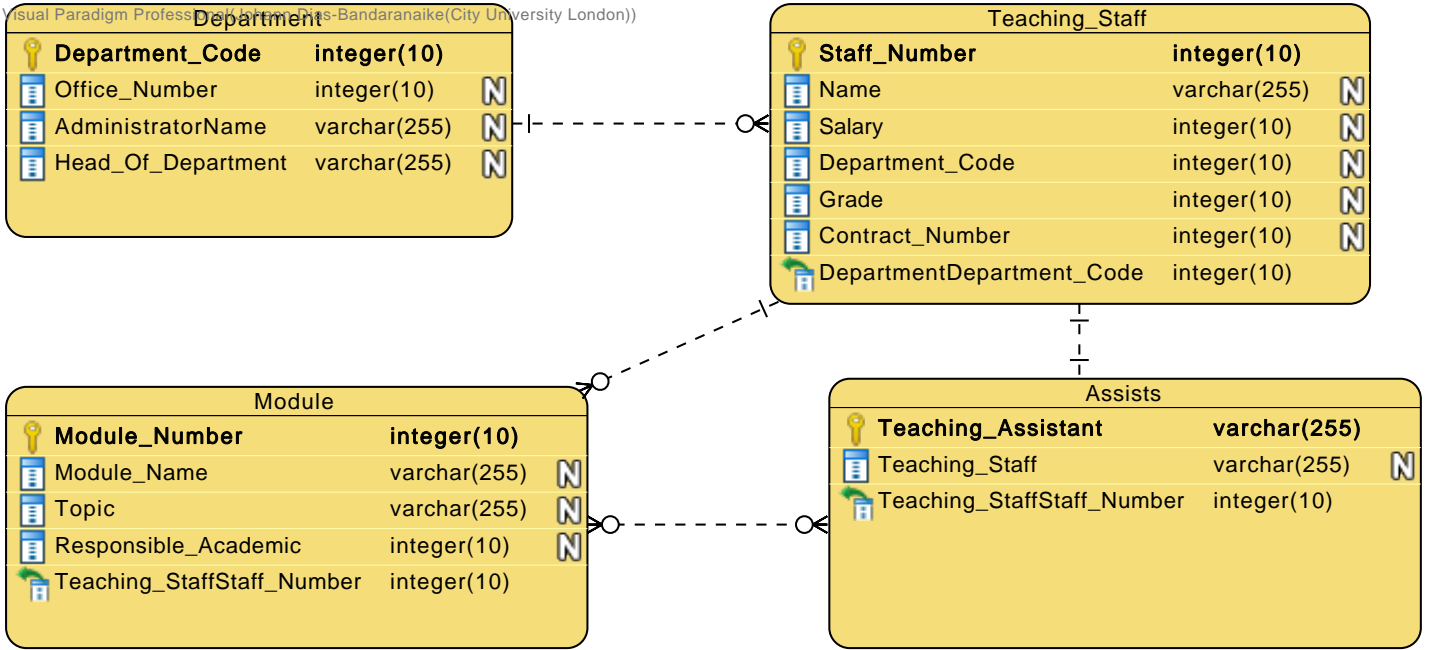 Visual Paradigm Professional(Johann Dias-Bandaranaike(City University London))
Department
Department_Code integer(10)
Office_Number integer(10) N
AdministratorName varchar(255) N
Head_Of_Department varchar(255) N
Teaching_Staff
Staff_Number integer(10)
Name varchar(255) N
Salary integer(10) N
Department_Code integer(10) N
Grade integer(10) N
Contract_Number integer(10) N
DepartmentDepartment_Code integer(10)
Module
Module_Number integer(10)
Module_Name varchar(255) N
Topic varchar(255) N
Responsible_Academic integer(10) N
Teaching_StaffStaff_Number integer(10)
Assists
Teaching_Assistant varchar(255)
Teaching_Staff varchar(255) N
Teaching_StaffStaff_Number integer(10)